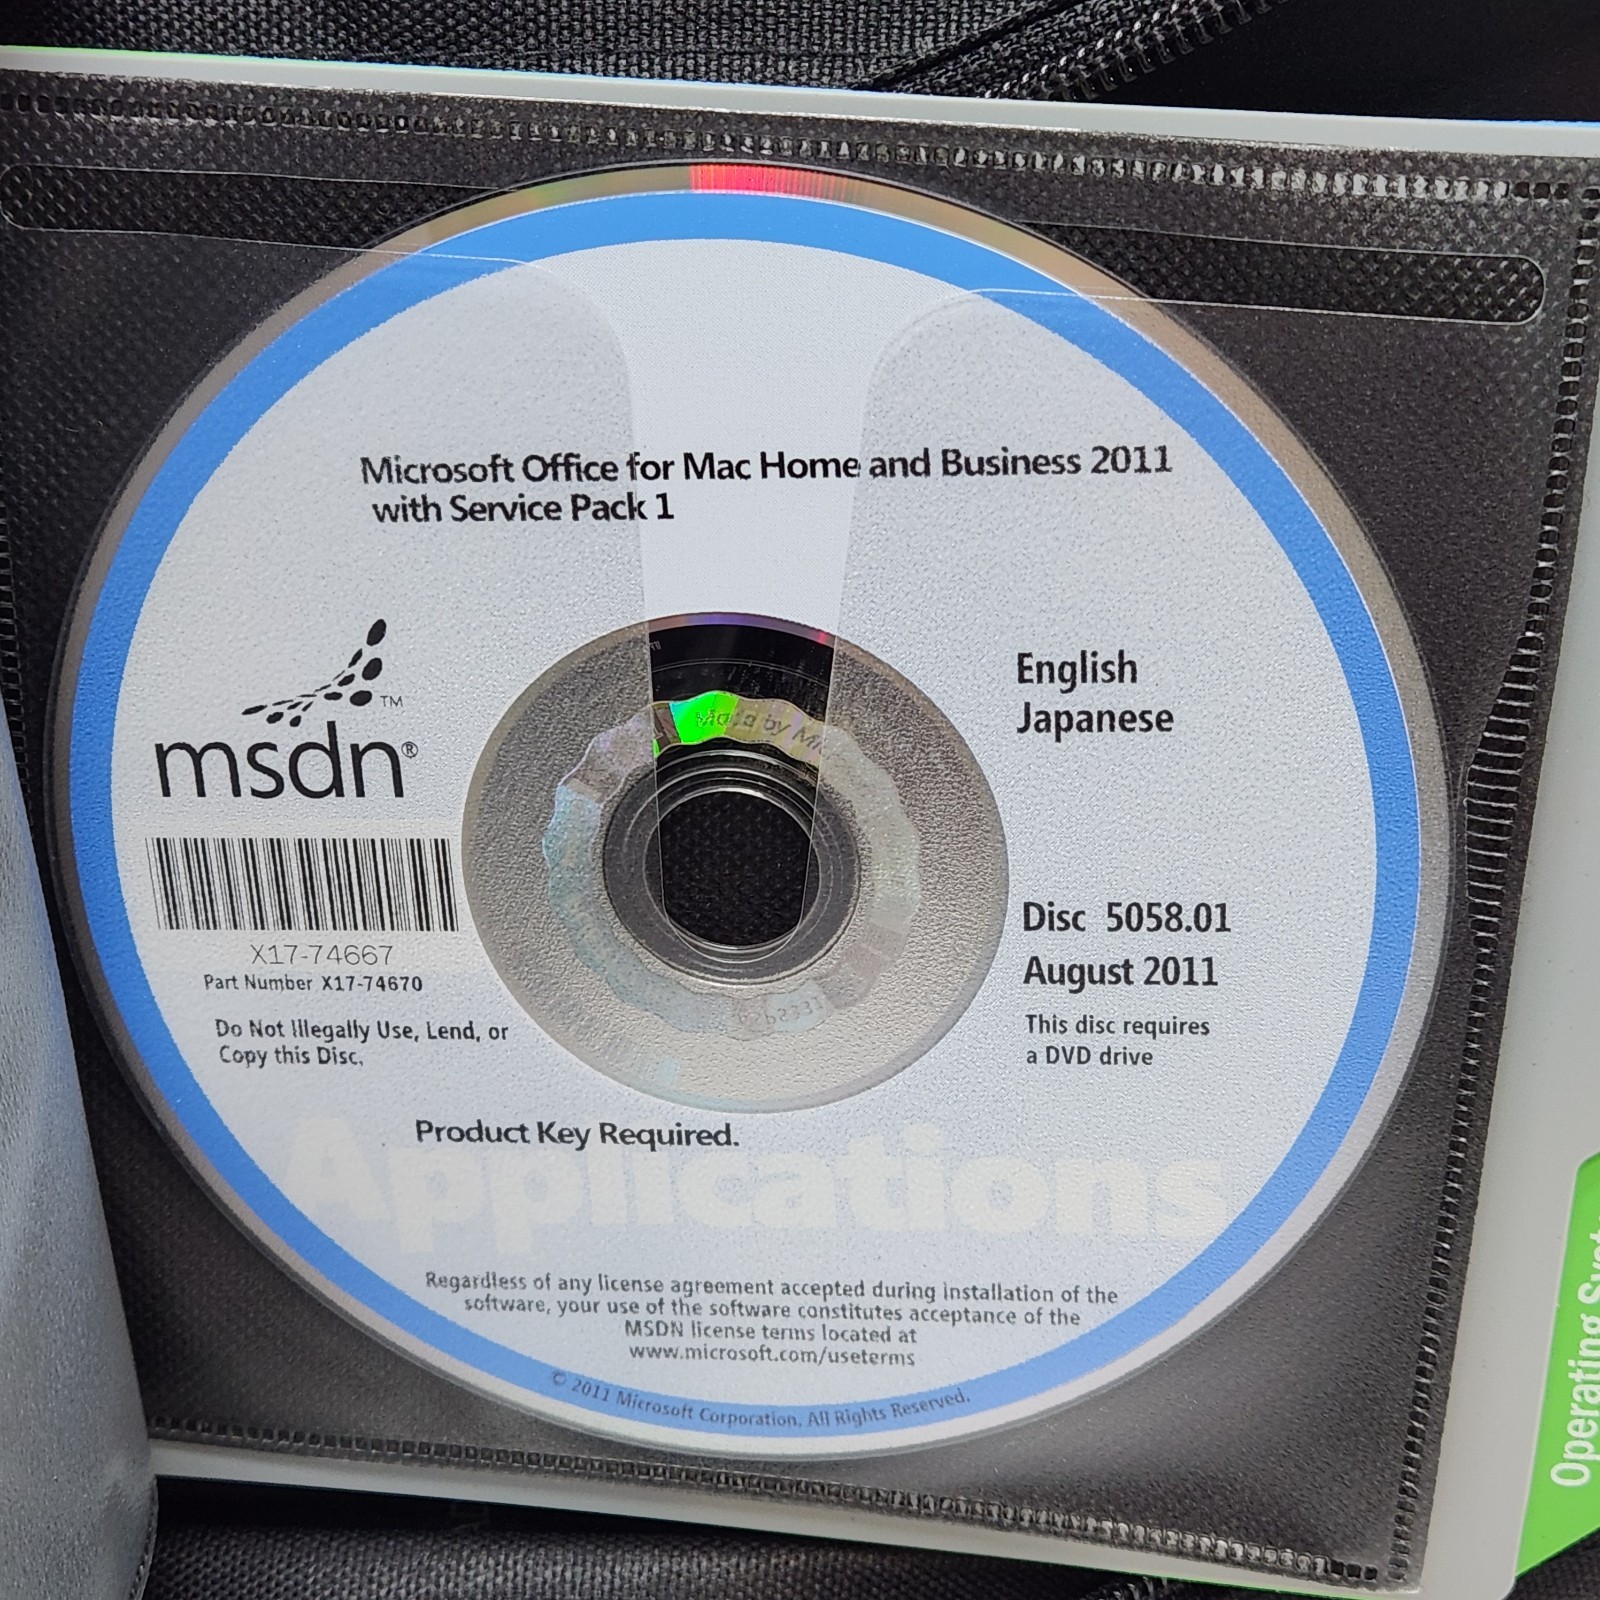 Microsoft Office for Mac Home and Business 2011
with Service Pack 1
English
Japanese
TM
msdn®
Made by
X17-74667
Part Number X17-74670
Do Not Illegally Use, Lend, or
Copy this Disc.
Disc 5058.01
August 2011
This disc requires
a DVD drive
Product Key Required.
Applications
Regardless of any license agreement accepted during installation of the
software, your use of the software constitutes acceptance of the
MSDN license terms located at
www.microsoft.com/useterms
© 2011 Microsoft Corporation. All Rights Reserved.
Operating